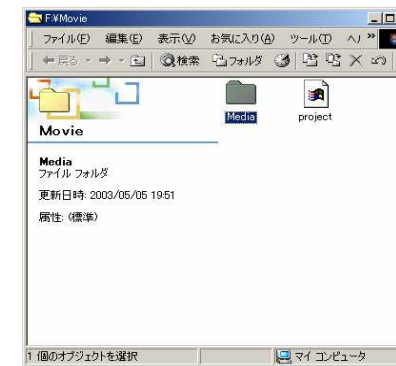 F:¥Movie
ファイル(F) 編集(E) 表示(V) お気に入り(A) ツール(T) ヘ) »
戻る 検索 フォルダ
Media project
Movie
Media
ファイル フォルダ
更新日時: 2003/05/05 19:51
属性: (標準)
1 個のオブジェクトを選択 マイ コンピュータ